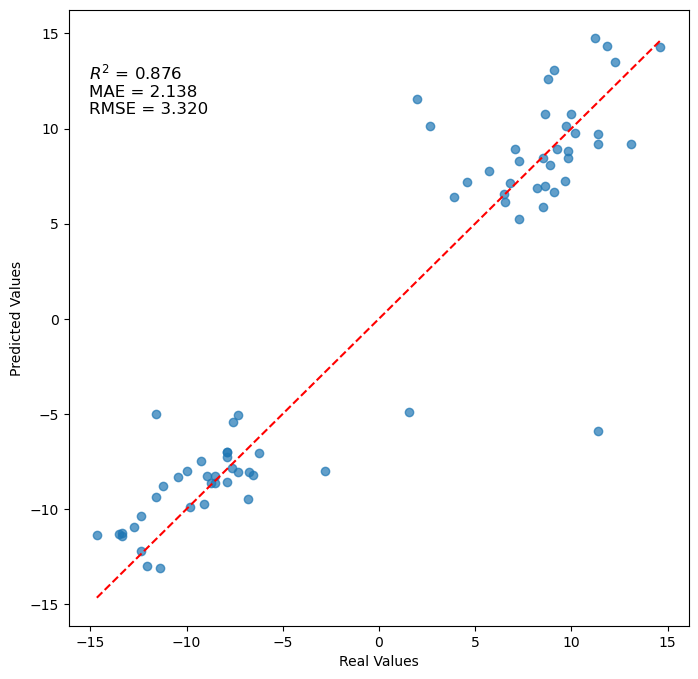 15
10
5
0
−5
−10
−15
R² = 0.876
MAE = 2.138
RMSE = 3.320
Predicted Values
−15 −10 −5 0 5 10 15
Real Values